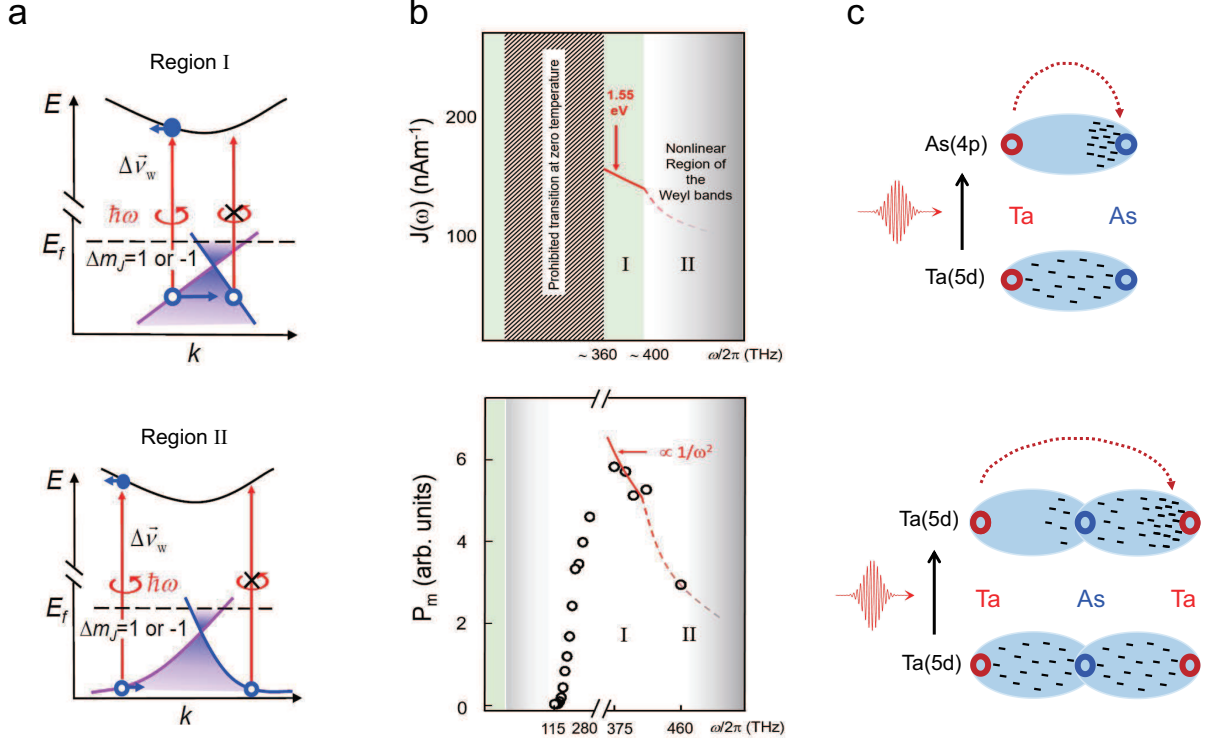 a
Region I
E
Δv⃗w
ħω
Ef
ΔmJ=1 or -1
k
Region II
E
Δv⃗w
ħω
Ef
ΔmJ=1 or -1
k
b
J(ω) (nAm⁻¹)
200
100
Prohibited transition at zero temperature
1.55
eV
Nonlinear
Region of
the
Weyl bands
I
II
~ 360
~ 400
ω/2π (THz)
Pm (arb. units)
6
4
2
0
∝ 1/ω²
I
II
115
280
375
460
ω/2π (THz)
c
As(4p)
Ta
As
Ta(5d)
Ta(5d)
Ta
As
Ta
Ta(5d)